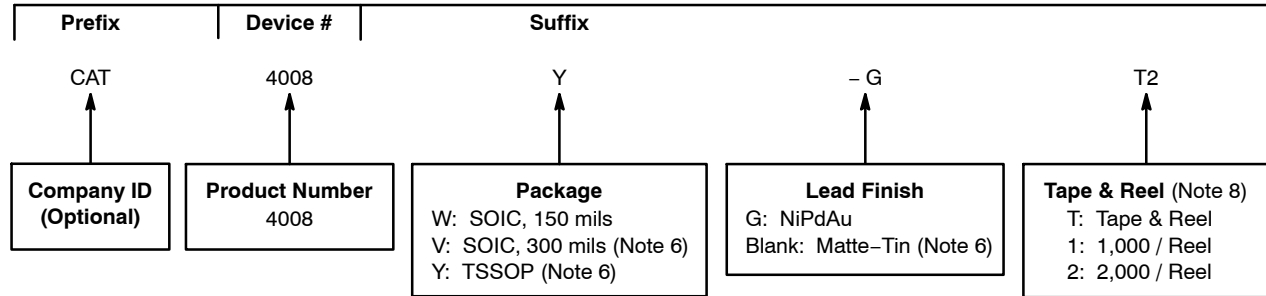 Prefix Device # Suffix
CAT 4008 Y – G T2
Company ID
(Optional)
Product Number
4008
Package
W: SOIC, 150 mils
V: SOIC, 300 mils (Note 6)
Y: TSSOP (Note 6)
Lead Finish
G: NiPdAu
Blank: Matte−Tin (Note 6)
Tape & Reel (Note 8)
T: Tape & Reel
1: 1,000 / Reel
2: 2,000 / Reel